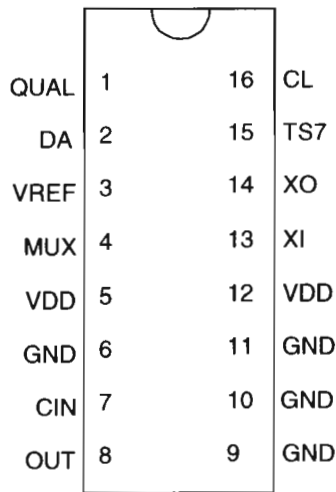 QUAL 1 16 CL
DA 2 15 TS7
VREF 3 14 XO
MUX 4 13 XI
VDD 5 12 VDD
GND 6 11 GND
CIN 7 10 GND
OUT 8 9 GND